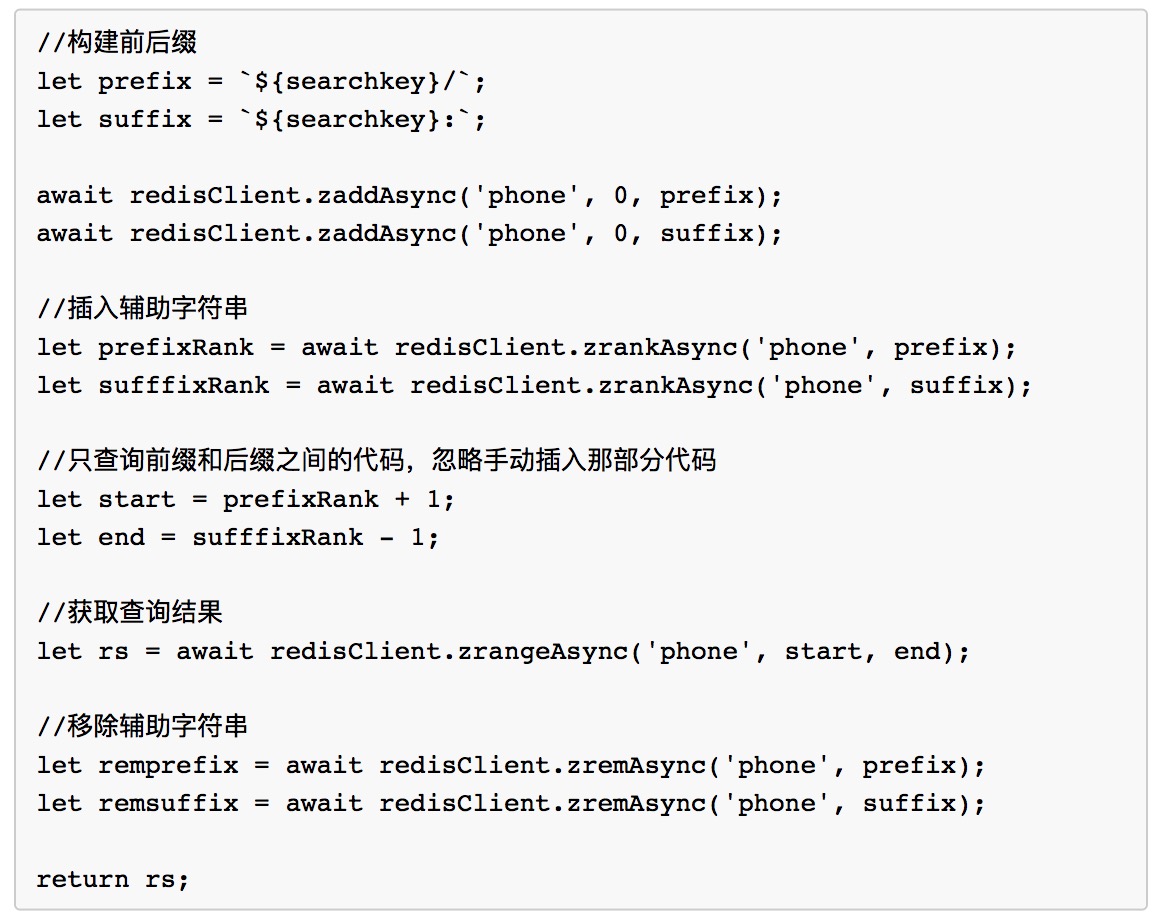 //构建前后缀
let prefix = `${searchkey}/`;
let suffix = `${searchkey}:`;
await redisClient.zaddAsync('phone', 0, prefix);
await redisClient.zaddAsync('phone', 0, suffix);
//插入辅助字符串
let prefixRank = await redisClient.zrankAsync('phone', prefix);
let sufffixRank = await redisClient.zrankAsync('phone', suffix);
//只查询前缀和后缀之间的代码，忽略手动插入那部分代码
let start = prefixRank + 1;
let end = sufffixRank - 1;
//获取查询结果
let rs = await redisClient.zrangeAsync('phone', start, end);
//移除辅助字符串
let remprefix = await redisClient.zremAsync('phone', prefix);
let remsuffix = await redisClient.zremAsync('phone', suffix);
return rs;